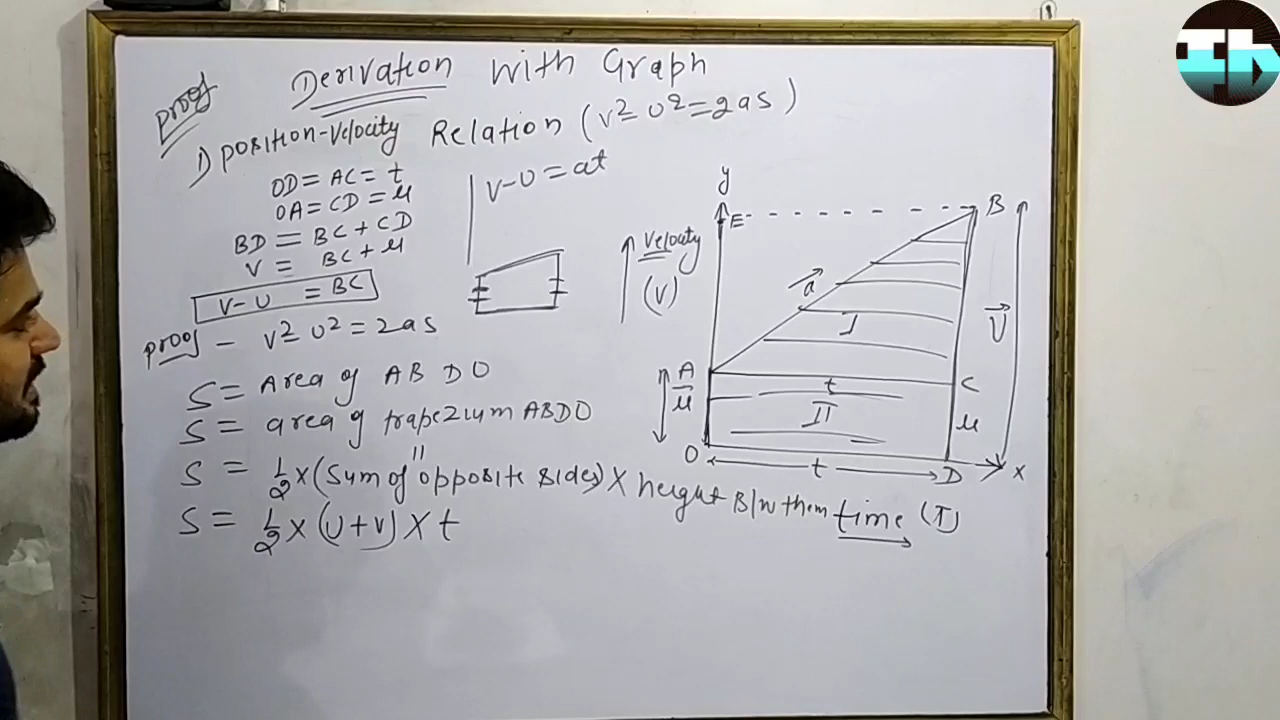 proof
Derivation with Graph
1) position-Velocity Relation (v² u² = 2as)
OD = AC = t
OA = CD = u
BD = BC + CD
V = BC + u
V-U = BC
V-U = at
proof - v² u² = 2as
S = Area of ABDO
S = area of trapezium ABDO
S = 1/2 × (Sum of || opposite sides) × height B/w them time (T)
S = 1/2 × (U+V) × t
y
E
B
Velocity
(V)
a
I
V
A
u
t
C
II
u
O
t
D
X